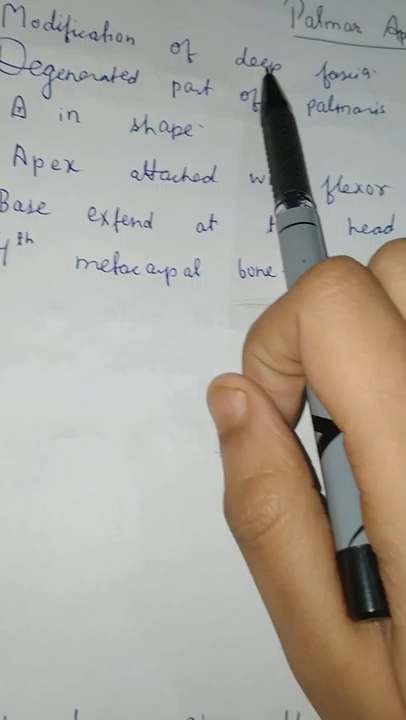 Palmar Ap
Modification of deep fascia.
Degenerated part of palmaris
Δ in shape.
Apex attached w flexor
Base extend at t head
4th metacarpal bone.